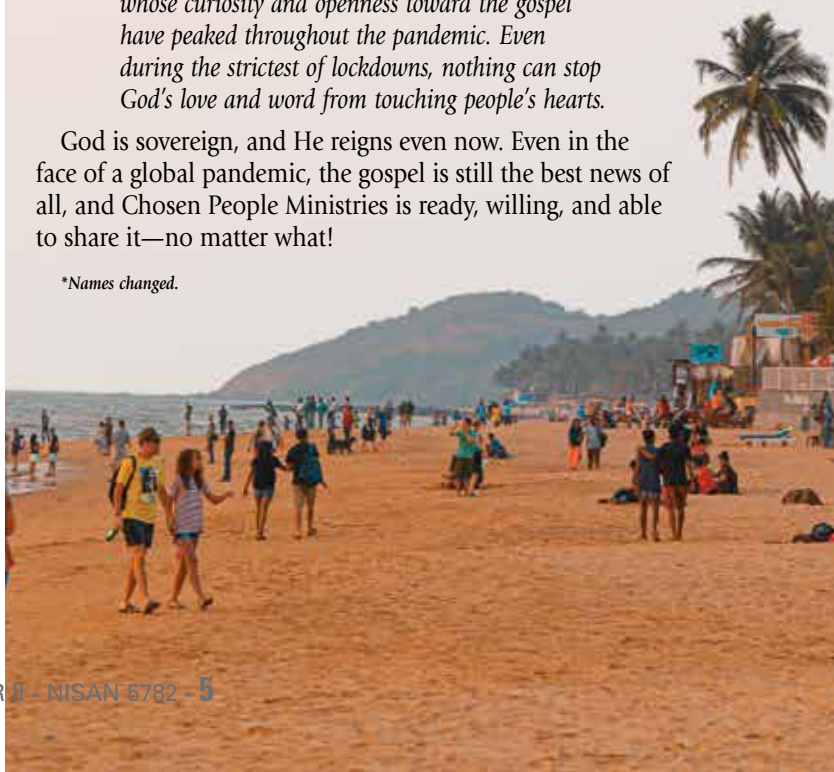 whose curiosity and openness toward the gospel
have peaked throughout the pandemic. Even
during the strictest of lockdowns, nothing can stop
God's love and word from touching people's hearts.
God is sovereign, and He reigns even now. Even in the
face of a global pandemic, the gospel is still the best news of
all, and Chosen People Ministries is ready, willing, and able
to share it—no matter what!
*Names changed.
II - NISAN 5782 - 5